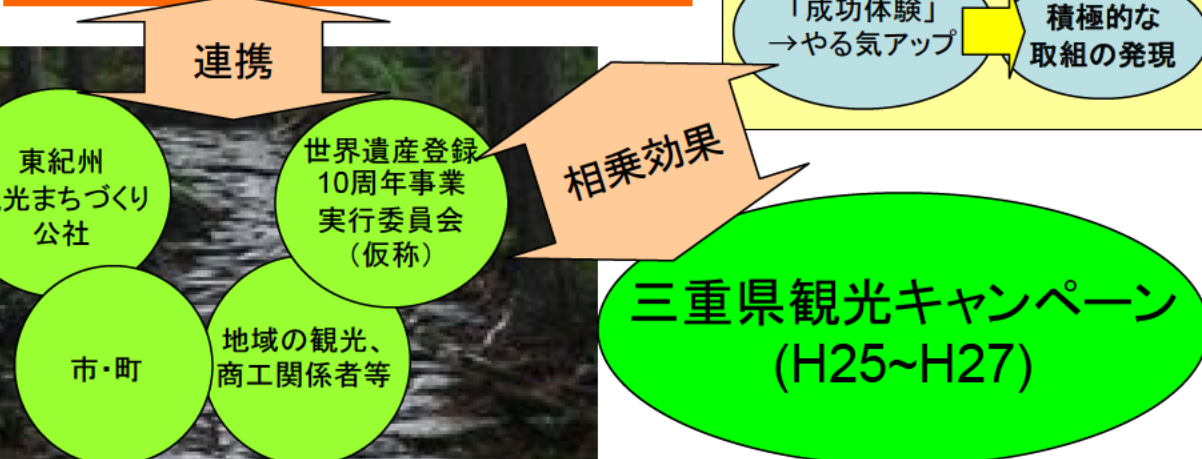 連携
「成功体験」
→やる気アップ
積極的な
取組の発現
相乗効果
東紀州
光まちづくり
公社
世界遺産登録
10周年事業
実行委員会
（仮称）
市・町
地域の観光、
商工関係者等
三重県観光キャンペーン
(H25~H27)